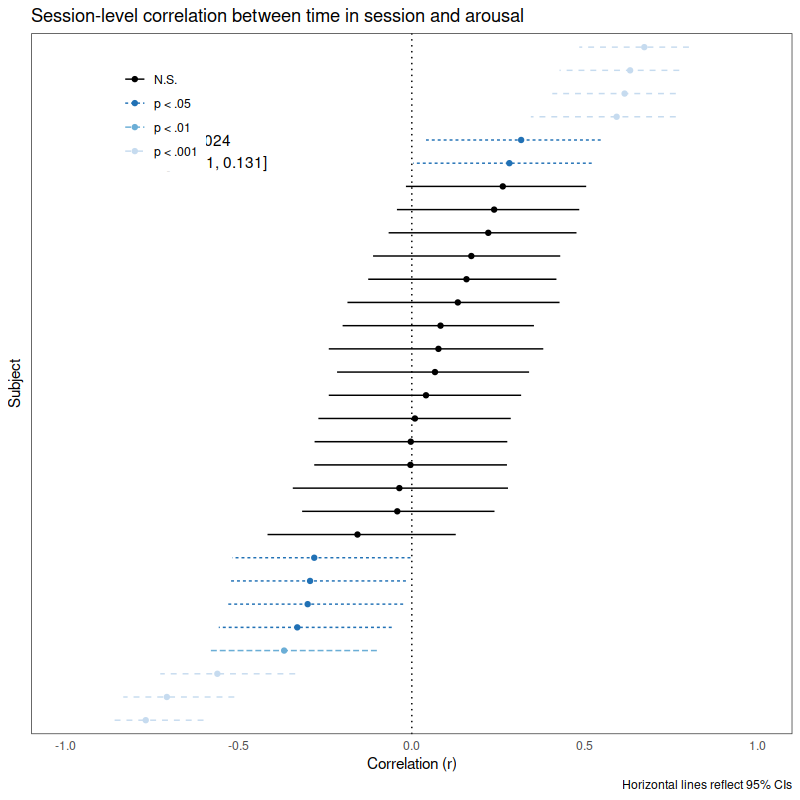 Session-level correlation between time in session and arousal
N.S.
p < .05
p < .01
024
p < .001
1, 0.131]
Subject
-1.0 -0.5 0.0 0.5 1.0
Correlation (r)
Horizontal lines reflect 95% CIs